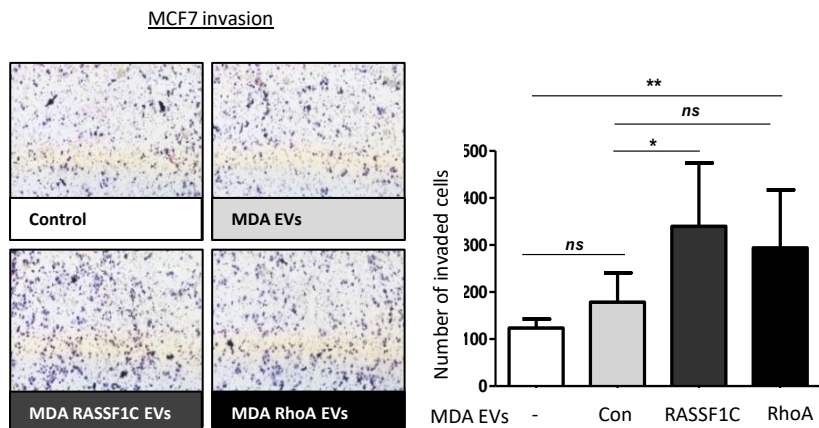 MCF7 invasion
Control
MDA EVs
MDA RASSF1C EVs
MDA RhoA EVs
**
ns
*
ns
Number of invaded cells
500
400
300
200
100
0
MDA EVs - Con RASSF1C RhoA